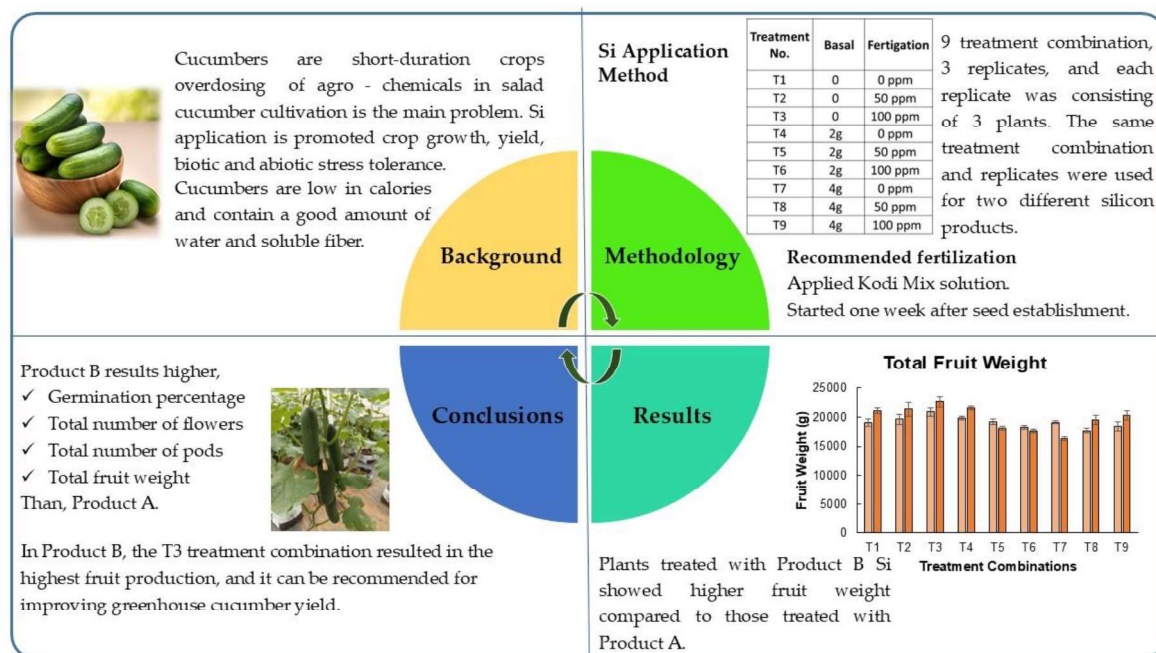 Cucumbers are short-duration crops
overdosing of agro - chemicals in salad
cucumber cultivation is the main problem. Si
application is promoted crop growth, yield,
biotic and abiotic stress tolerance.
Cucumbers are low in calories
and contain a good amount of
water and soluble fiber.
Background
Si Application
Method
Treatment No. Basal Fertigation
T1 0 0 ppm
T2 0 50 ppm
T3 0 100 ppm
T4 2g 0 ppm
T5 2g 50 ppm
T6 2g 100 ppm
T7 4g 0 ppm
T8 4g 50 ppm
T9 4g 100 ppm
9 treatment combination,
3 replicates, and each
replicate was consisting
of 3 plants. The same
treatment combination
and replicates were used
for two different silicon
products.
Methodology
Recommended fertilization
Applied Kodi Mix solution.
Started one week after seed establishment.
Product B results higher,
✓ Germination percentage
✓ Total number of flowers
✓ Total number of pods
✓ Total fruit weight
Than, Product A.
Conclusions
In Product B, the T3 treatment combination resulted in the
highest fruit production, and it can be recommended for
improving greenhouse cucumber yield.
Results
Total Fruit Weight
Fruit Weight (g)
25000
20000
15000
10000
5000
0
T1 T2 T3 T4 T5 T6 T7 T8 T9
Treatment Combinations
Plants treated with Product B Si
showed higher fruit weight
compared to those treated with
Product A.